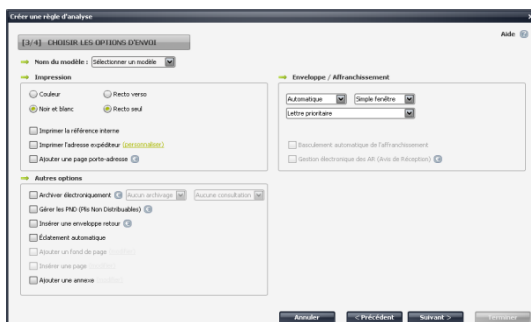 Créer une règle d'analyse
Aide
[3/4] CHOISIR LES OPTIONS D'ENVOI
Nom du modèle : Sélectionner un modèle
Impression
Couleur Recto verso
Noir et blanc Recto seul
Imprimer la référence interne
Imprimer l'adresse expéditeur (personnaliser)
Ajouter une page porte-adresse
Enveloppe / Affranchissement
Automatique Simple fenêtre
Lettre prioritaire
Basculement automatique de l'affranchissement
Gestion électronique des AR (Avis de Réception)
Autres options
Archiver électroniquement Aucun archivage Aucune consultation
Gérer les PND (Plis Non Distribuables)
Insérer une enveloppe retour
Éclatement automatique
Ajouter un fond de page
Insérer une page
Ajouter une annexe
Annuler < Précédent Suivant > Terminer